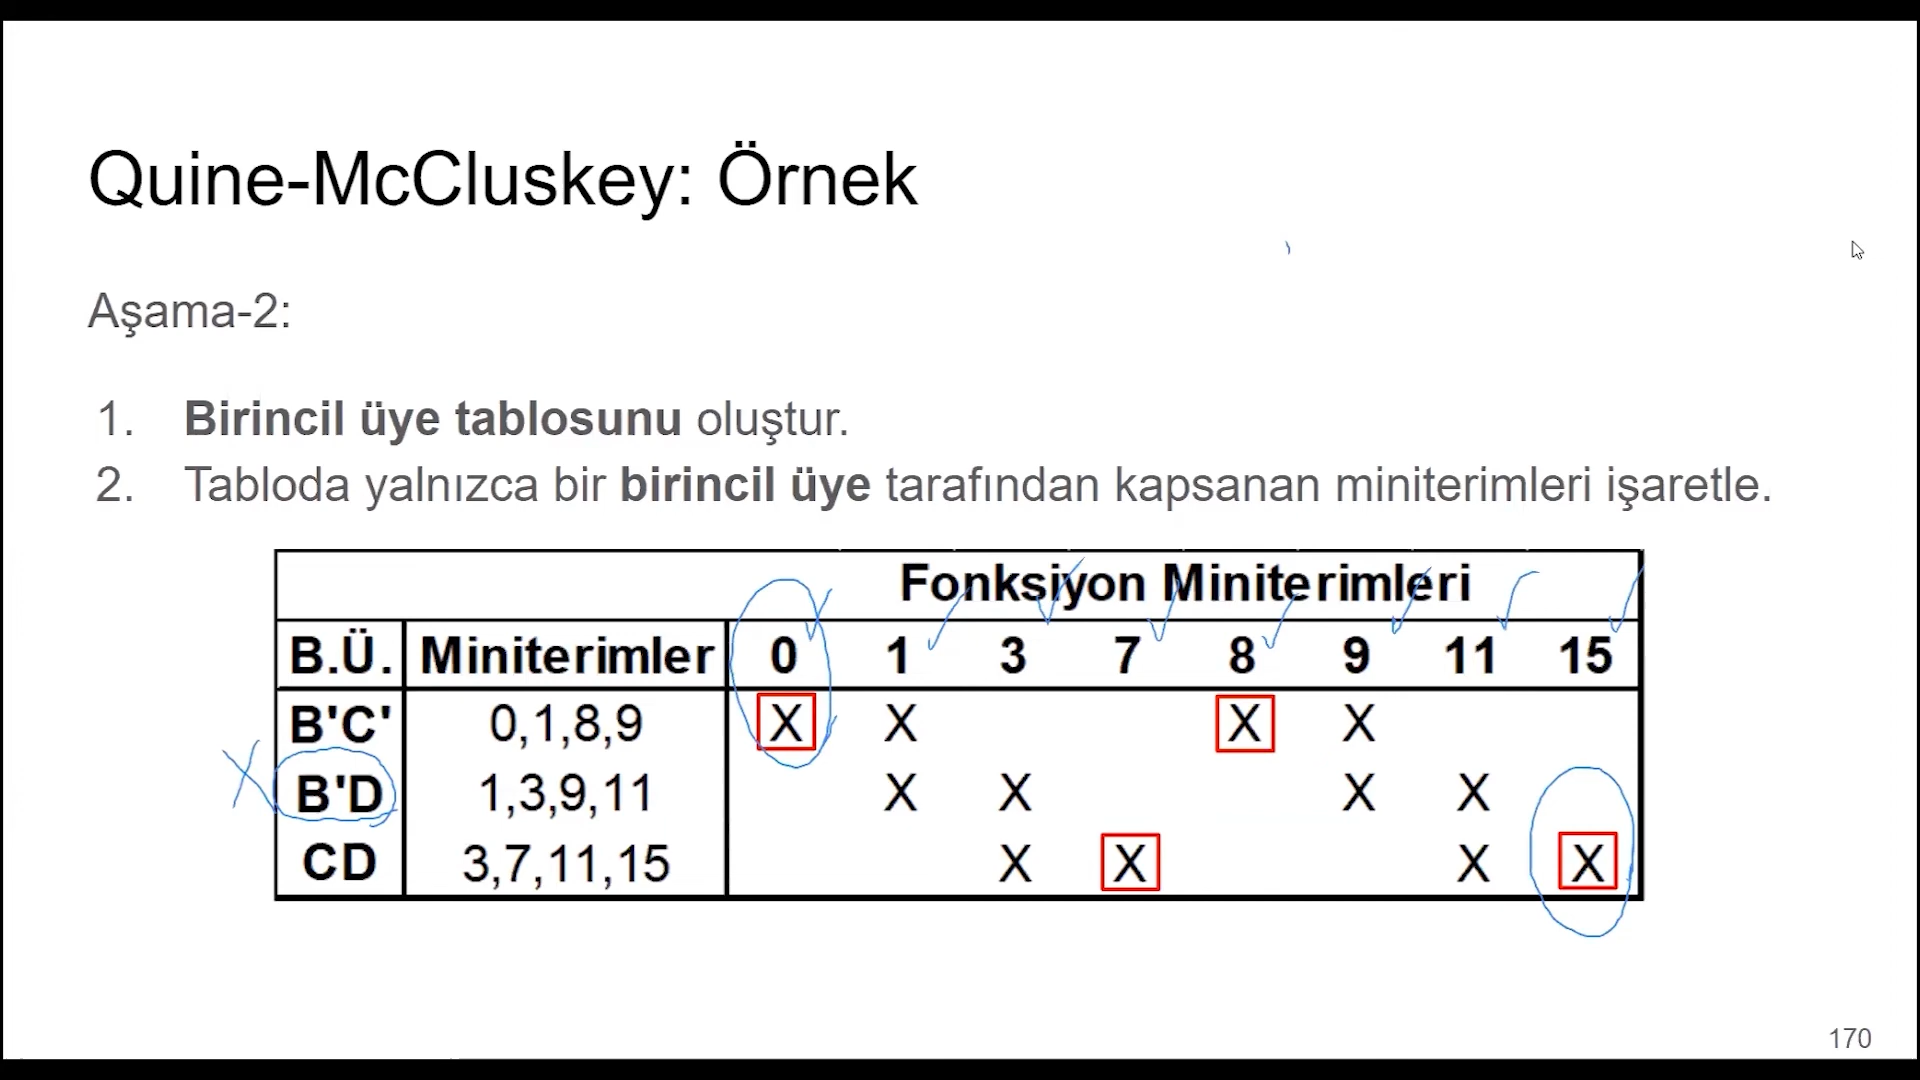 Quine-McCluskey: Örnek
Aşama-2:
1. Birincil üye tablosunu oluştur.
2. Tabloda yalnızca bir birincil üye tarafından kapsanan miniterimleri işaretle.
Fonksiyon Miniterimleri
B.Ü. Miniterimler 0 1 3 7 8 9 11 15
B'C' 0,1,8,9 X X X X
B'D 1,3,9,11 X X X X
CD 3,7,11,15 X X X X
170